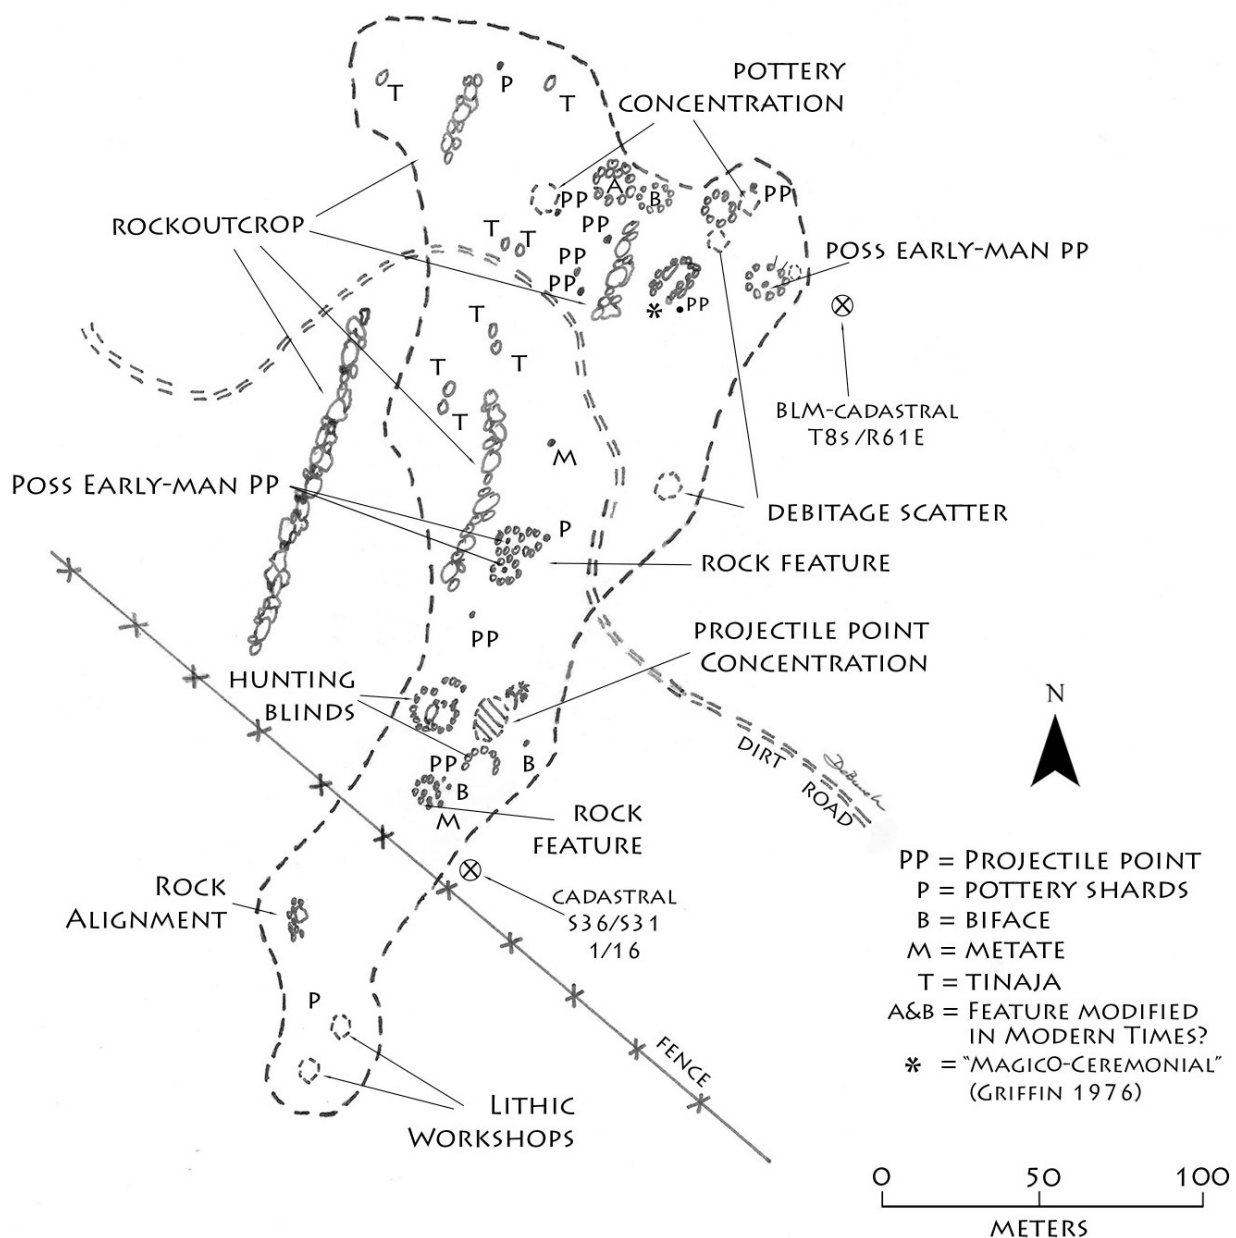 POTTERY
CONCENTRATION
T
P
T
PP
A
B
PP
ROCKOUTCROP
T
T
PP
PP
PP
POSS EARLY-MAN PP
*
PP
T
T
T
T
BLM-CADASTRAL
T8S/R61E
M
POSS EARLY-MAN PP
DEBITAGE SCATTER
P
ROCK FEATURE
PP
PROJECTILE POINT
CONCENTRATION
HUNTING
BLINDS
N
PP
B
B
M
DIRT
ROAD
DeBunch
ROCK
FEATURE
ROCK
ALIGNMENT
CADASTRAL
S36/S31
1/16
P
FENCE
LITHIC
WORKSHOPS
PP = PROJECTILE POINT
P = POTTERY SHARDS
B = BIFACE
M = METATE
T = TINAJA
A&B = FEATURE MODIFIED
IN MODERN TIMES?
* = "MAGICO-CEREMONIAL"
(GRIFFIN 1976)
0 50 100
METERS